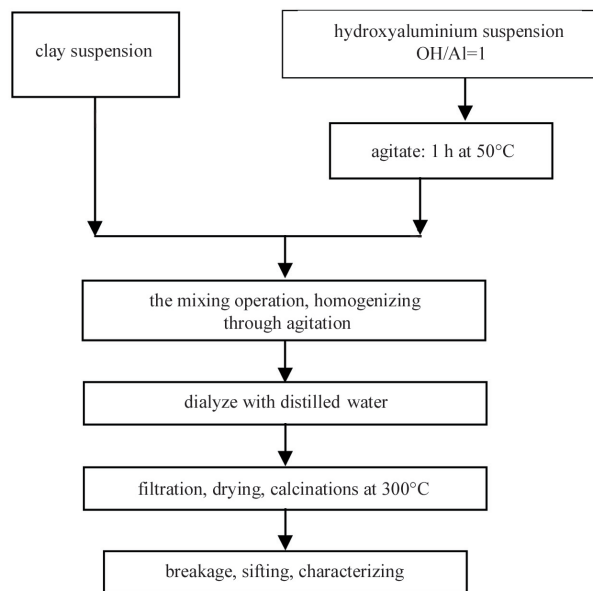 clay suspension
hydroxyaluminium suspension
OH/Al=1
agitate: 1 h at 50°C
the mixing operation, homogenizing
through agitation
dialyze with distilled water
filtration, drying, calcinations at 300°C
breakage, sifting, characterizing